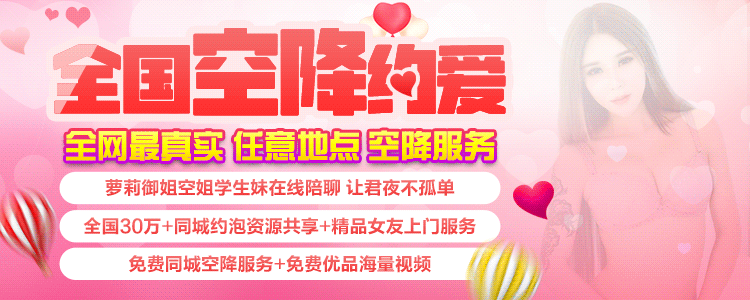 全国空降约爱
全网最真实 任意地点 空降服务
萝莉御姐空姐学生妹在线陪聊 让君夜不孤单
全国30万+同城约泡资源共享+精品女友上门服务
免费同城空降服务+免费优品海量视频